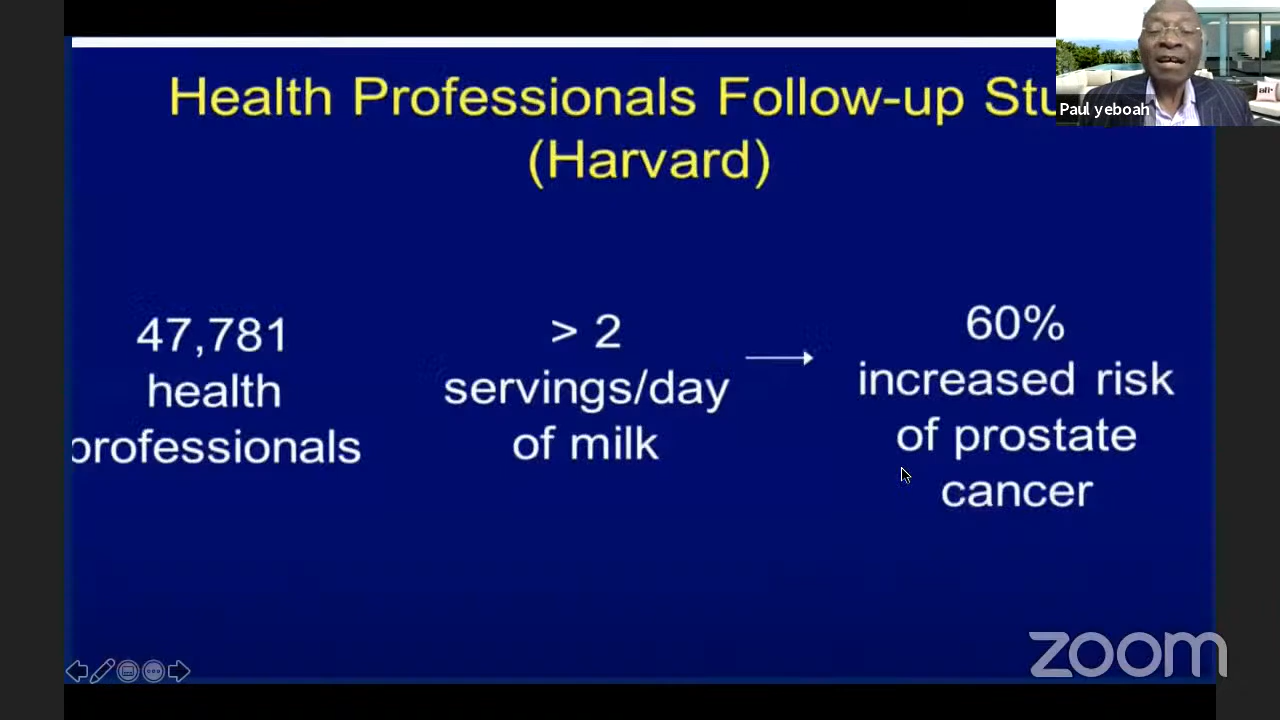 Health Professionals Follow-up Stu
(Harvard)
Paul yeboah
47,781
health
professionals
> 2
servings/day
of milk
60%
increased risk
of prostate
cancer
zoom